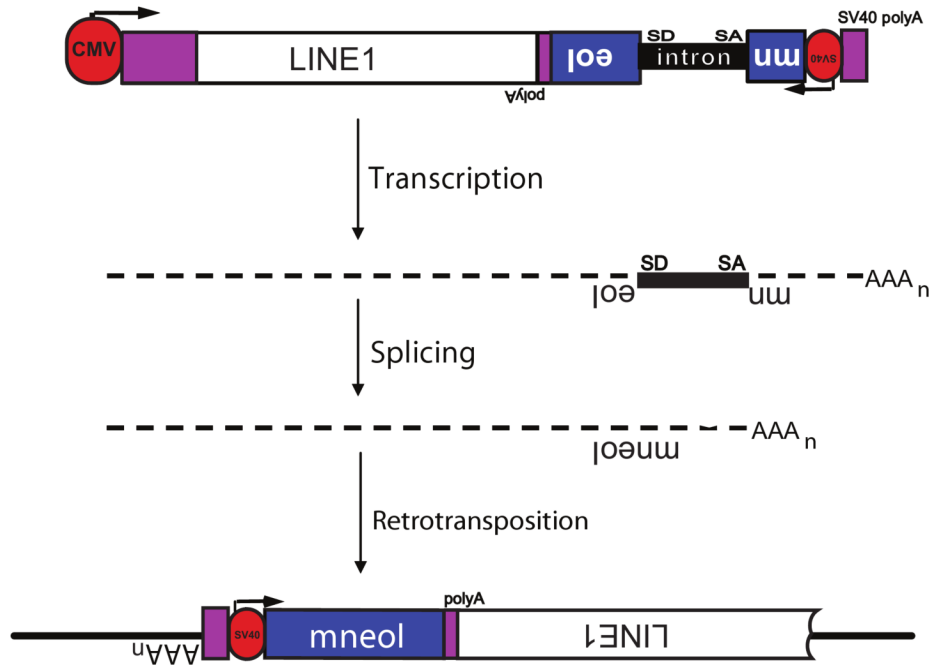 SV40 polyA
CMV
LINE1
polyA
eol
SD
SA
intron
mn
SV40
Transcription
SD
SA
eol
mn
AAA n
Splicing
mneol
AAA n
Retrotransposition
polyA
SV40
mneol
LINE1
AAA n